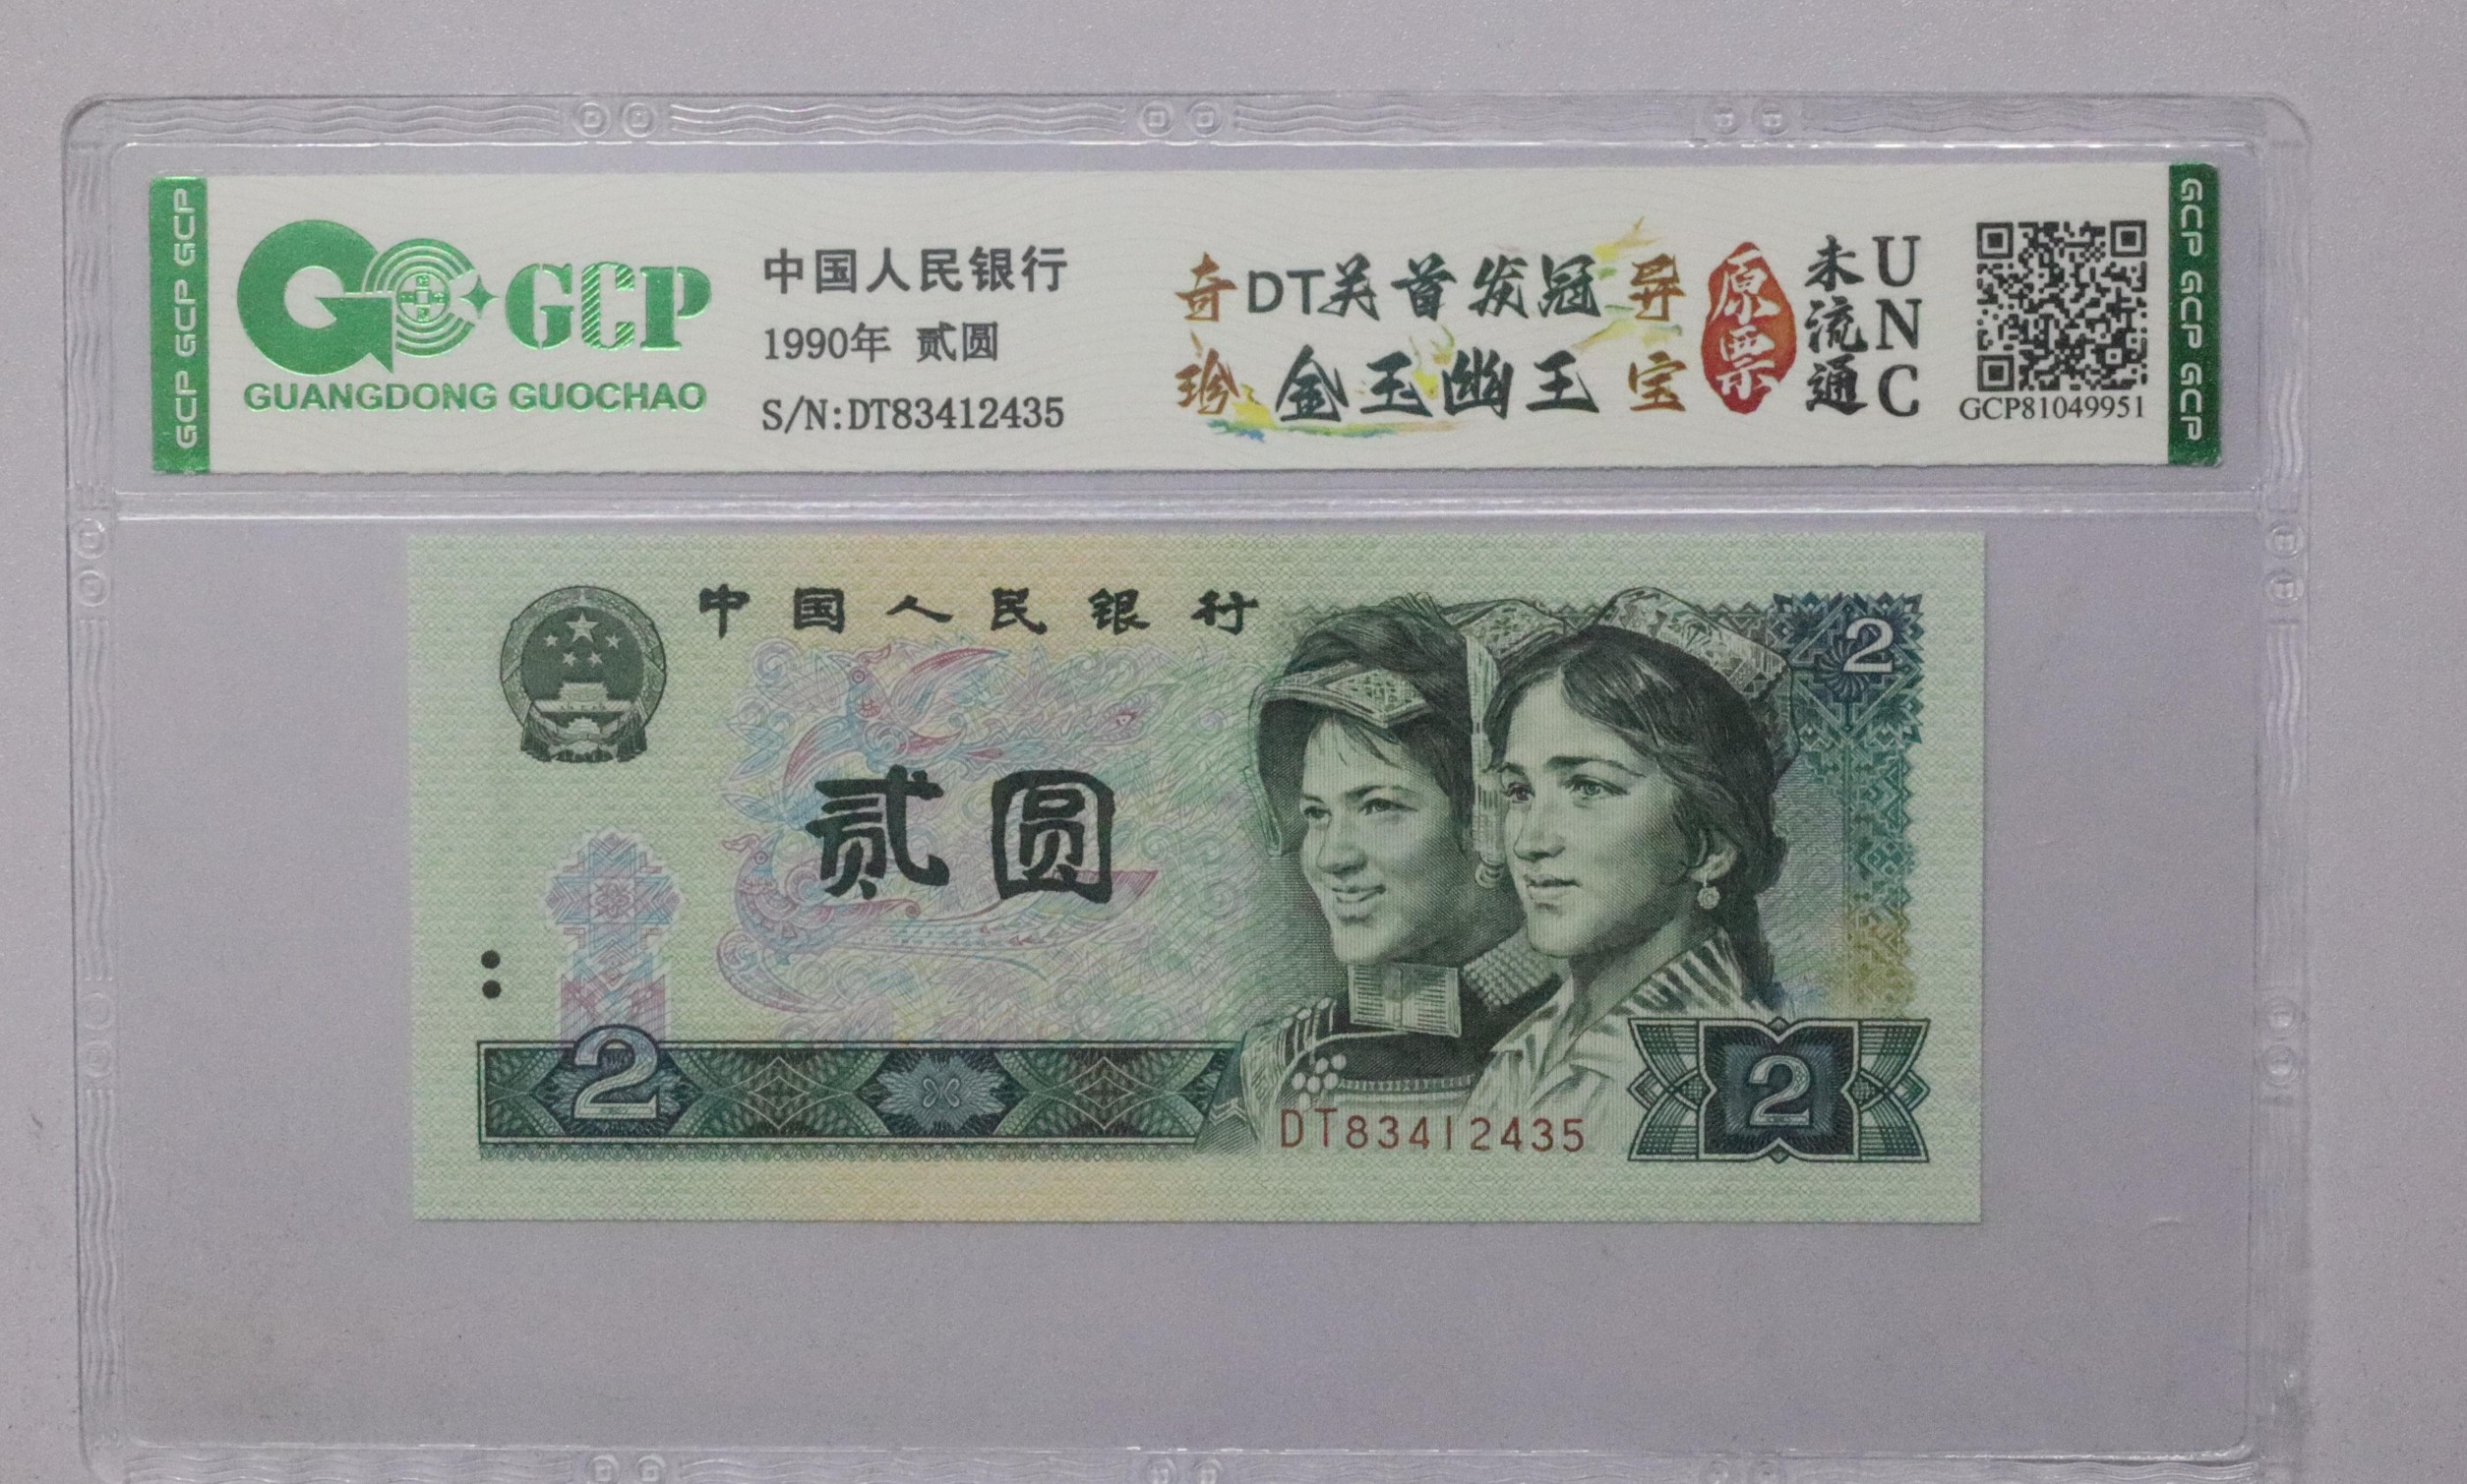 GCP GCP GCP
GCP
GUANGDONG GUOCHAO
中国人民银行
1990年 贰圆
S/N:DT83412435
奇 DT关首发冠 异
珍 金玉幽王 宝
原票
未流通
UNC
GCP81049951
GCP GCP GCP
中国人民银行
2
贰圆
2
DT83412435
2